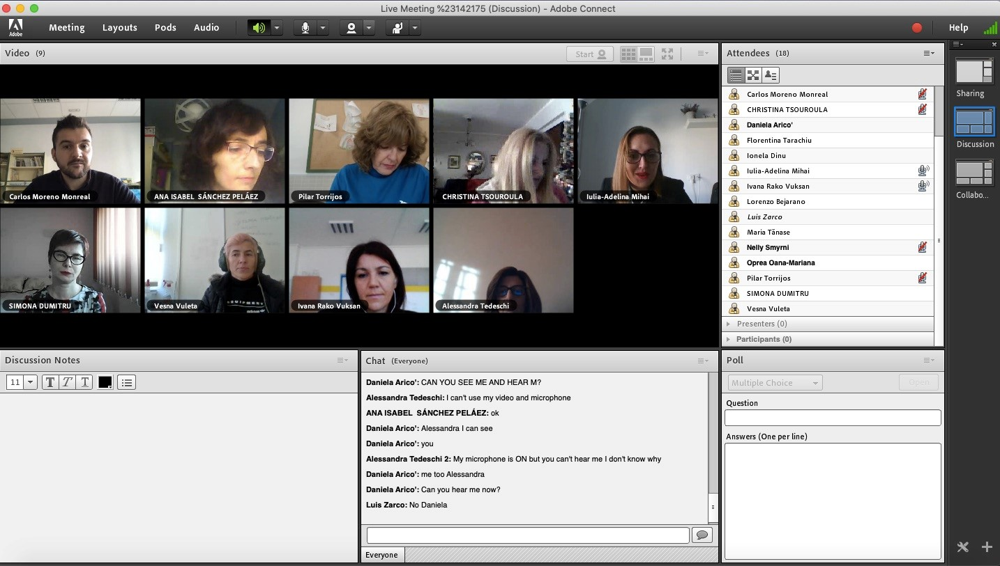 Live Meeting %23142175 (Discussion) - Adobe Connect
Adobe
Meeting Layouts Pods Audio
Help
Video (9)
Start
Carlos Moreno Monreal
ANA ISABEL  SÁNCHEZ PELÁEZ
Pilar Torrijos
CHRISTINA TSOUROULA
Iulia-Adelina Mihai
SIMONA DUMITRU
Vesna Vuleta
Ivana Rako Vuksan
Alessandra Tedeschi
Attendees (18)
Carlos Moreno Monreal
CHRISTINA TSOUROULA
Daniela Arico'
Florentina Tarachiu
Ionela Dinu
Iulia-Adelina Mihai
Ivana Rako Vuksan
Lorenzo Bejarano
Luis Zarco
Maria Tănase
Nelly Smyrni
Oprea Oana-Mariana
Pilar Torrijos
SIMONA DUMITRU
Vesna Vuleta
Presenters (0)
Participants (0)
Sharing
Discussion
Collabo...
Discussion Notes
11 T T T
Chat (Everyone)
Daniela Arico': CAN YOU SEE ME AND HEAR M?
Alessandra Tedeschi: I can't use my video and microphone
ANA ISABEL  SÁNCHEZ PELÁEZ: ok
Daniela Arico': Alessandra I can see
Daniela Arico': you
Alessandra Tedeschi 2: My microphone is ON but you can't hear me I don't know why
Daniela Arico': me too Alessandra
Daniela Arico': Can you hear me now?
Luis Zarco: No Daniela
Everyone
Poll
Multiple Choice
Open
Question
Answers (One per line)